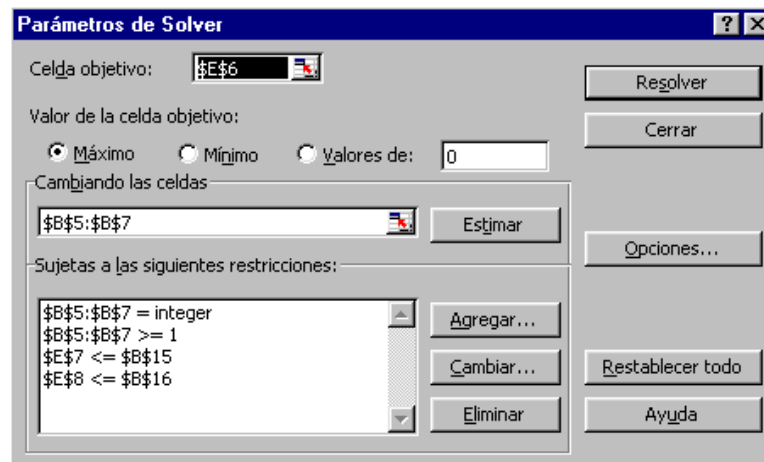 Parámetros de Solver
Celda objetivo: $E$6
Resolver
Valor de la celda objetivo:
Cerrar
Máximo Mínimo Valores de: 0
Cambiando las celdas
$B$5:$B$7 Estimar
Opciones...
Sujetas a las siguientes restricciones:
$B$5:$B$7 = integer
$B$5:$B$7 >= 1
$E$7 <= $B$15
$E$8 <= $B$16
Agregar...
Cambiar...
Restablecer todo
Eliminar
Ayuda